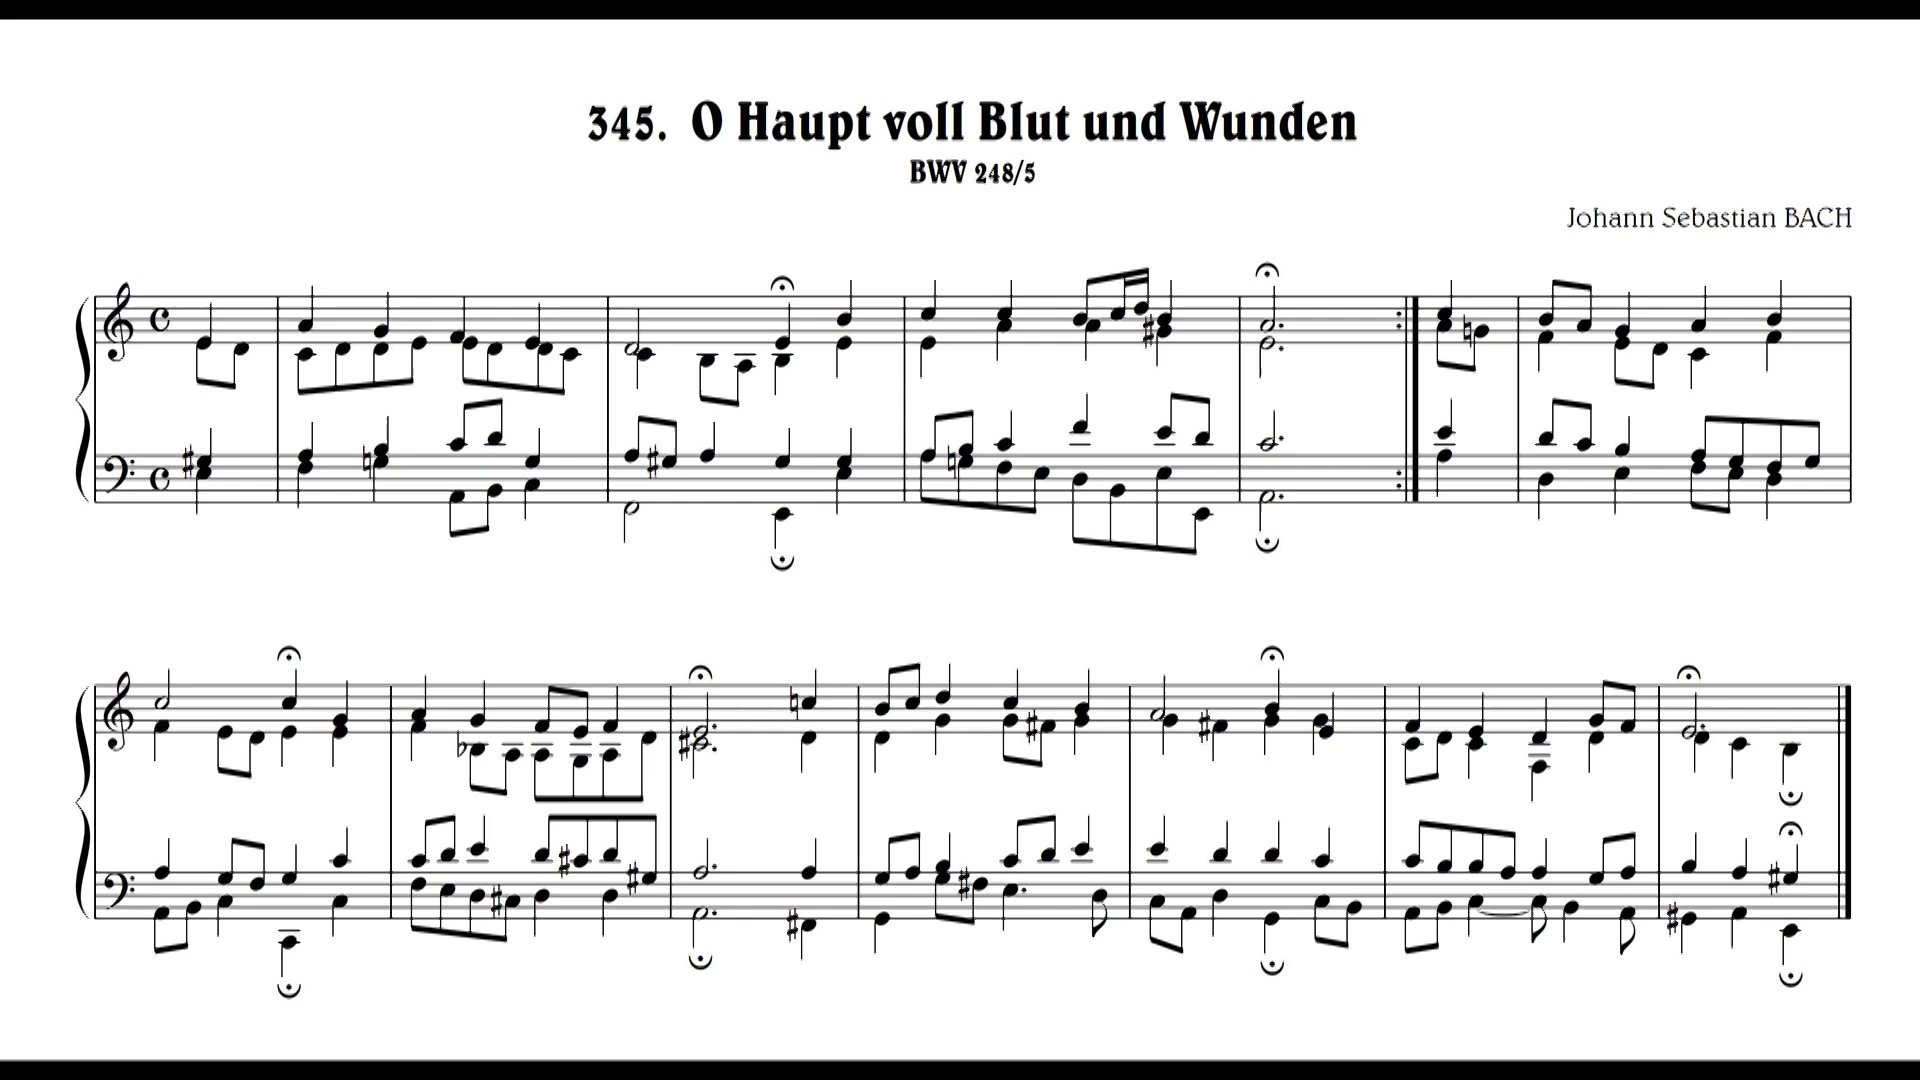 345. O Haupt voll Blut und Wunden
BWV 248/5
Johann Sebastian BACH